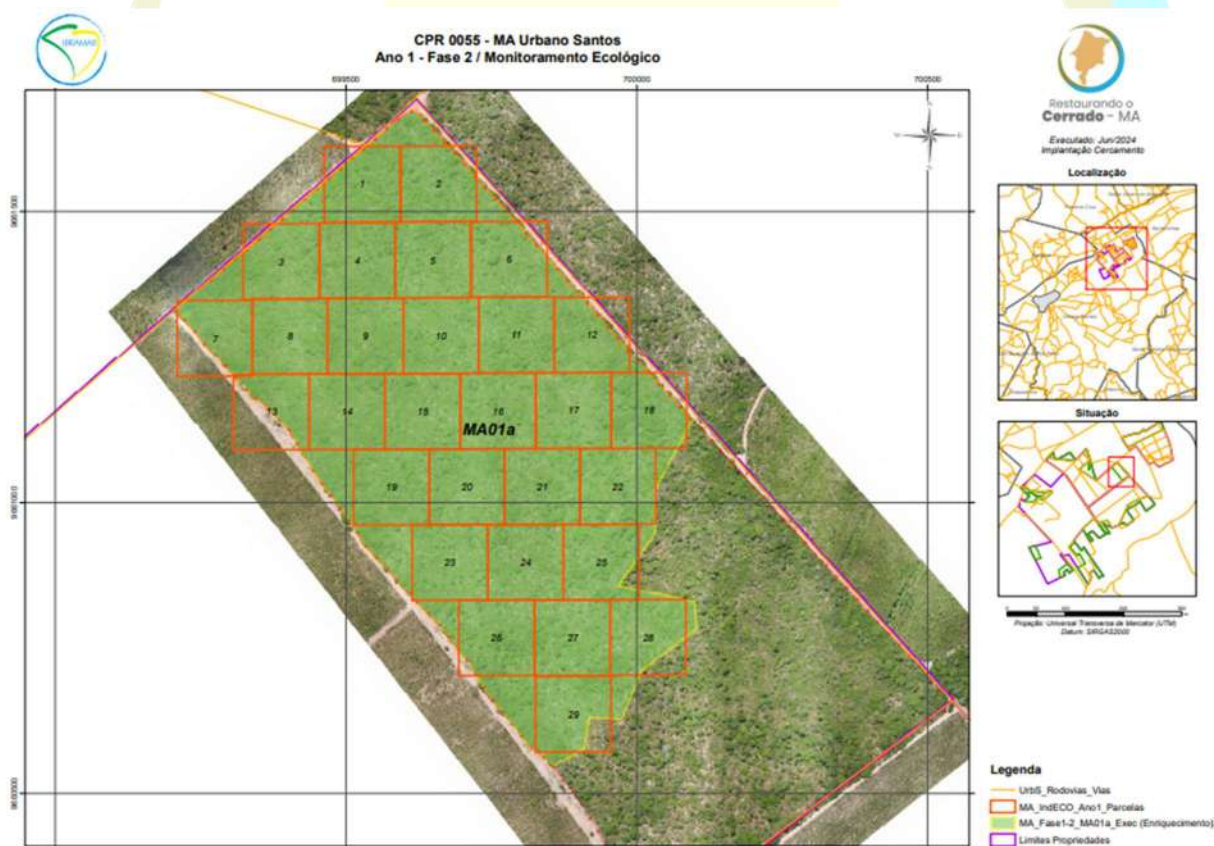 IBRAMAR
CPR 0055 - MA Urbano Santos
Ano 1 - Fase 2 / Monitoramento Ecológico
Restaurando o
Cerrado - MA
Executado: Jun/2024
Implantação Cercamento
Localização
Situação
Projeção: Universal Transversa de Mercator (UTM)
Datum: SIRGAS2000
699500 700000 700500
9681500
1 2
3 4 5 6
7 8 9 10 11 12
13 14 15 16 17 18
MA01a
19 20 21 22
23 24 25
26 27 28
29
Legenda
UrbS_Rodovias_Vias
MA_IndECO_Ano1_Parcelas
MA_Fase1-2_MA01a_Exec (Enriquecimento)
Limites Propriedades